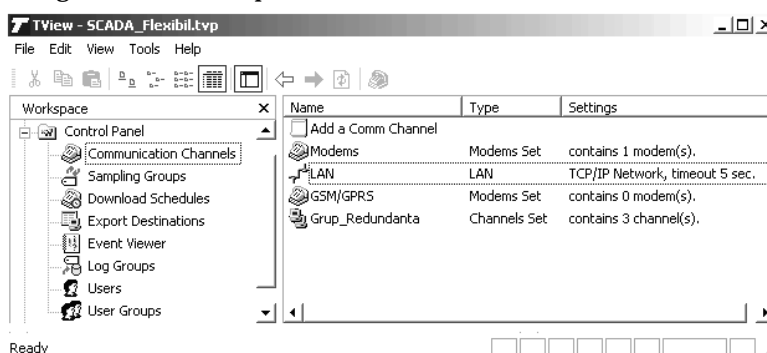 TView - SCADA_Flexibil.tvp
File Edit View Tools Help
Workspace
Control Panel
Communication Channels
Sampling Groups
Download Schedules
Export Destinations
Event Viewer
Log Groups
Users
User Groups
Name Type Settings
Add a Comm Channel
Modems Modems Set contains 1 modem(s).
LAN LAN TCP/IP Network, timeout 5 sec.
GSM/GPRS Modems Set contains 0 modem(s).
Grup_Redundanta Channels Set contains 3 channel(s).
Ready